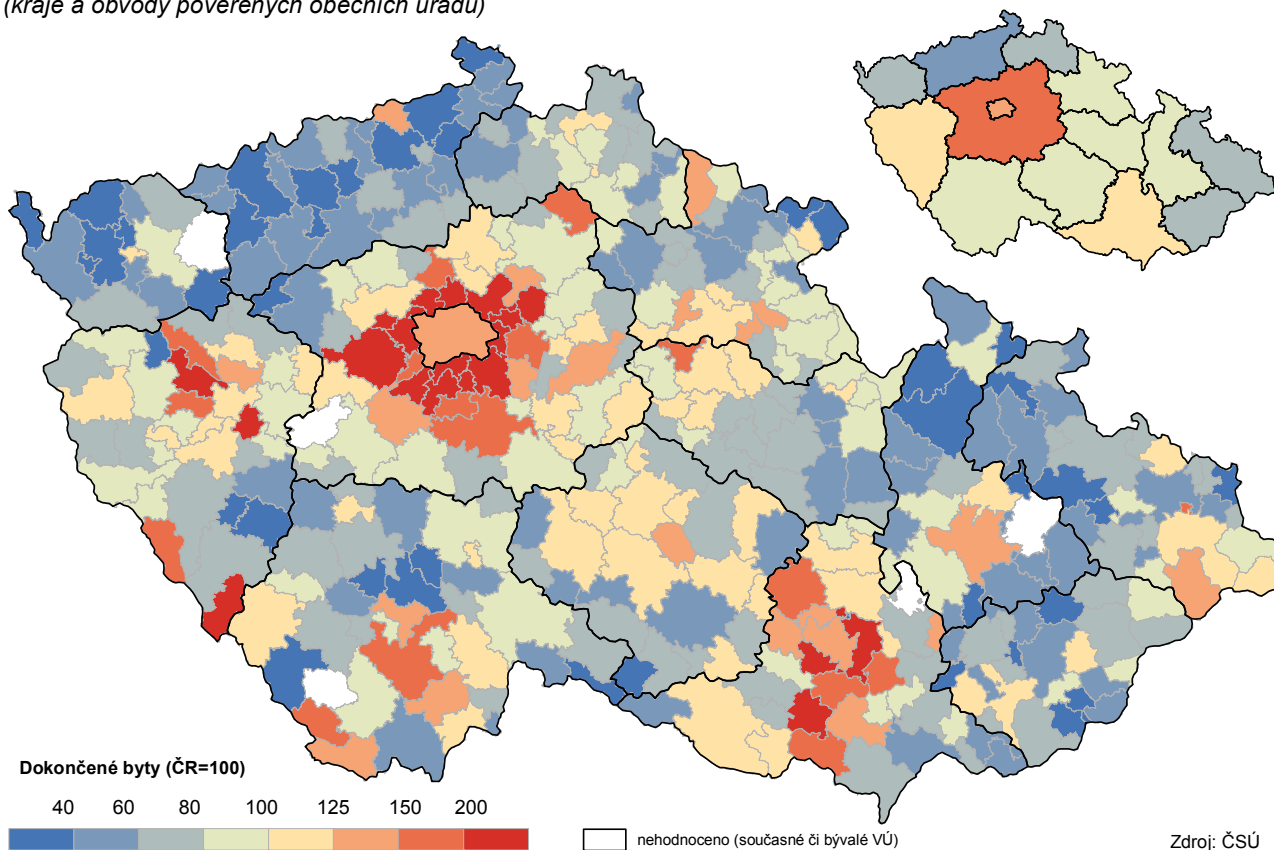 (kraje a obvody pověřených obecních úřadů)
Dokončené byty (ČR=100)
40 60 80 100 125 150 200
nehodnoceno (současné či bývalé VÚ)
Zdroj: ČSÚ